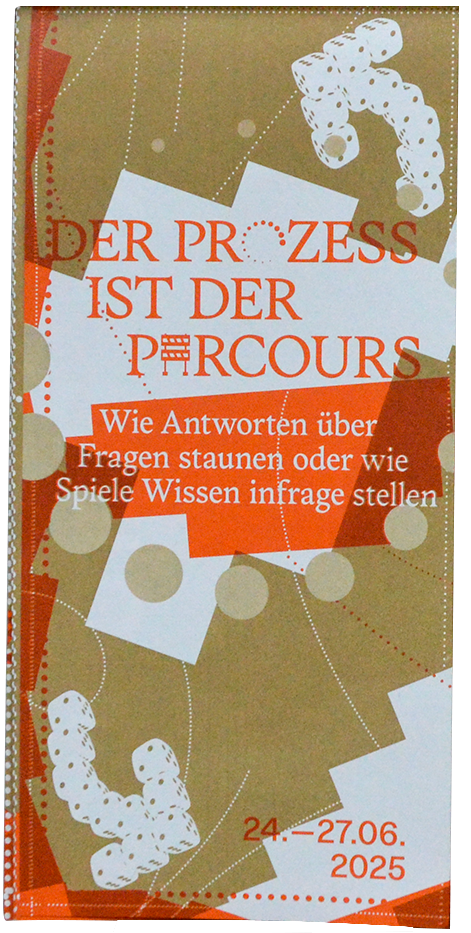 DER PROZESS
IST DER
PARCOURS
Wie Antworten über
Fragen staunen oder wie
Spiele Wissen infrage stellen
24.—27.06.
2025